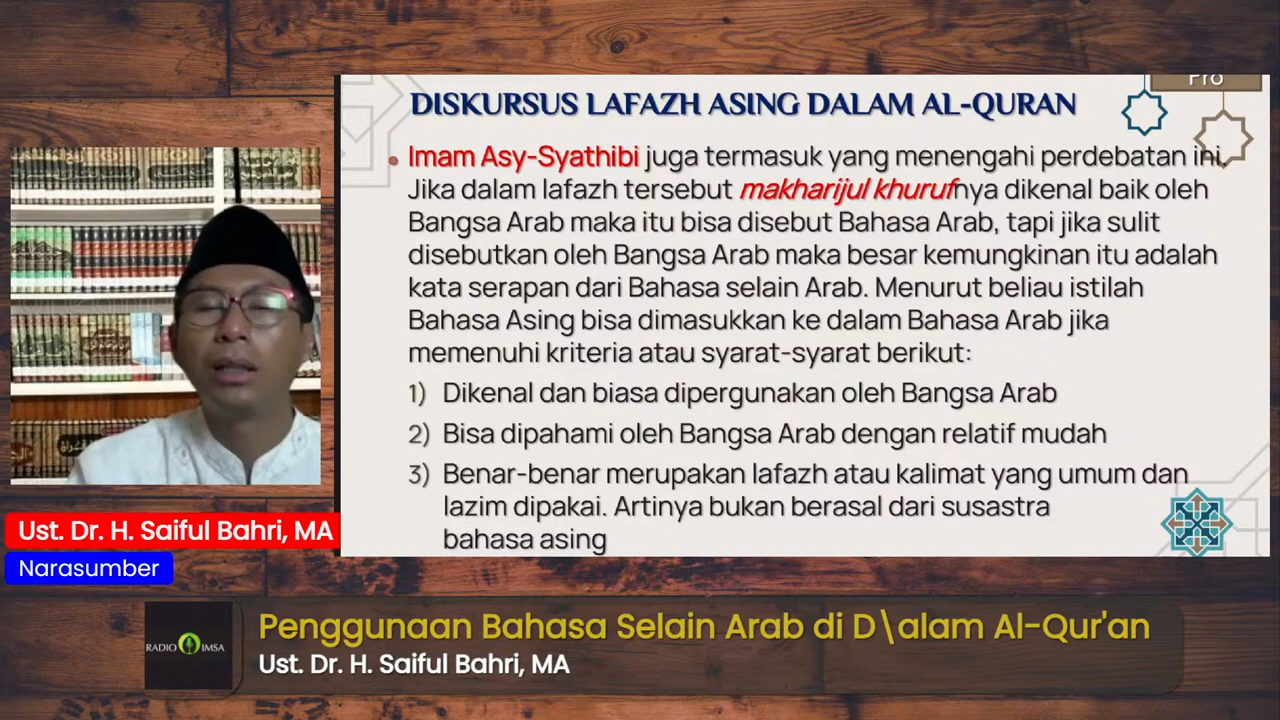 Pro
DISKURSUS LAFAZH ASING DALAM AL-QURAN
• Imam Asy-Syathibi juga termasuk yang menengahi perdebatan ini.
Jika dalam lafazh tersebut makharijul khurufnya dikenal baik oleh
Bangsa Arab maka itu bisa disebut Bahasa Arab, tapi jika sulit
disebutkan oleh Bangsa Arab maka besar kemungkinan itu adalah
kata serapan dari Bahasa selain Arab. Menurut beliau istilah
Bahasa Asing bisa dimasukkan ke dalam Bahasa Arab jika
memenuhi kriteria atau syarat-syarat berikut:
1) Dikenal dan biasa dipergunakan oleh Bangsa Arab
2) Bisa dipahami oleh Bangsa Arab dengan relatif mudah
3) Benar-benar merupakan lafazh atau kalimat yang umum dan
lazim dipakai. Artinya bukan berasal dari susastra
bahasa asing
Ust. Dr. H. Saiful Bahri, MA
Narasumber
RADIO IMSA
Penggunaan Bahasa Selain Arab di D\alam Al-Qur'an
Ust. Dr. H. Saiful Bahri, MA